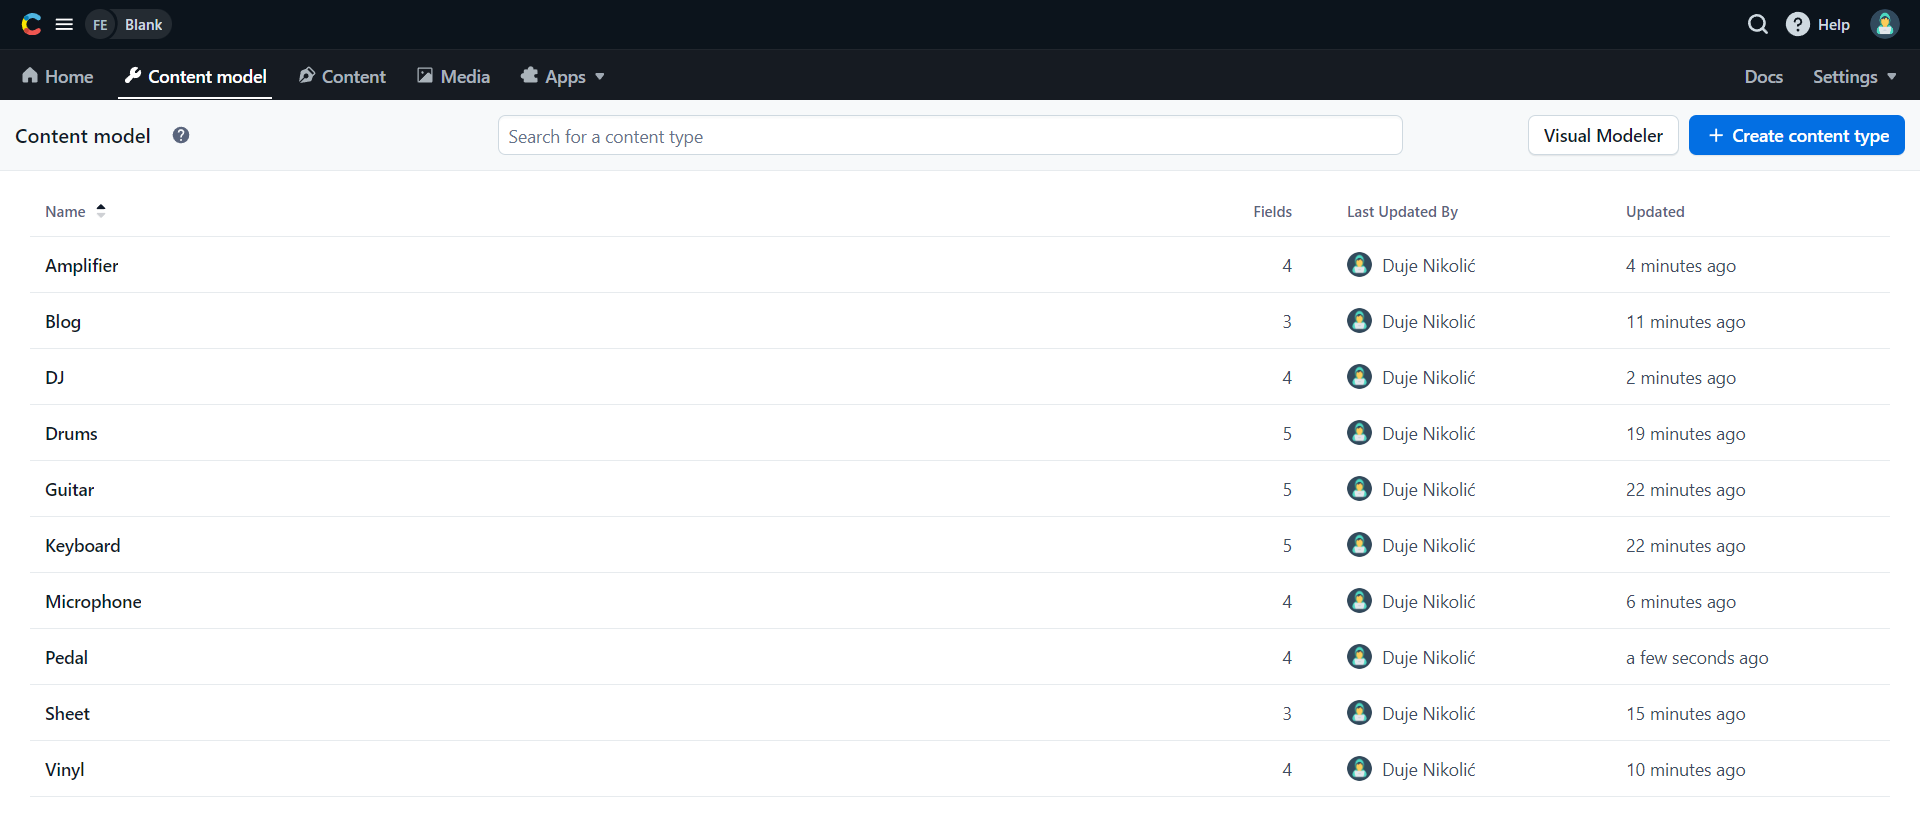 FE Blank ? Help
Home Content model Content Media Apps Docs Settings
Content model ? Search for a content type Visual Modeler + Create content type
Name Fields Last Updated By Updated
Amplifier 4 Duje Nikolić 4 minutes ago
Blog 3 Duje Nikolić 11 minutes ago
DJ 4 Duje Nikolić 2 minutes ago
Drums 5 Duje Nikolić 19 minutes ago
Guitar 5 Duje Nikolić 22 minutes ago
Keyboard 5 Duje Nikolić 22 minutes ago
Microphone 4 Duje Nikolić 6 minutes ago
Pedal 4 Duje Nikolić a few seconds ago
Sheet 3 Duje Nikolić 15 minutes ago
Vinyl 4 Duje Nikolić 10 minutes ago